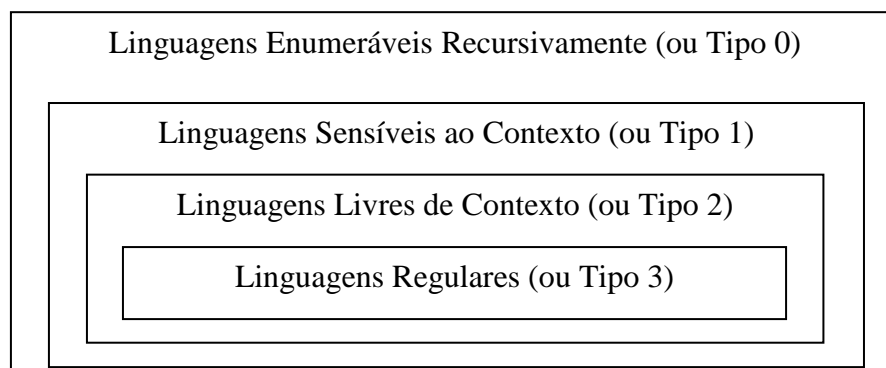 Linguagens Enumeráveis Recursivamente (ou Tipo 0)
Linguagens Sensíveis ao Contexto (ou Tipo 1)
Linguagens Livres de Contexto (ou Tipo 2)
Linguagens Regulares (ou Tipo 3)